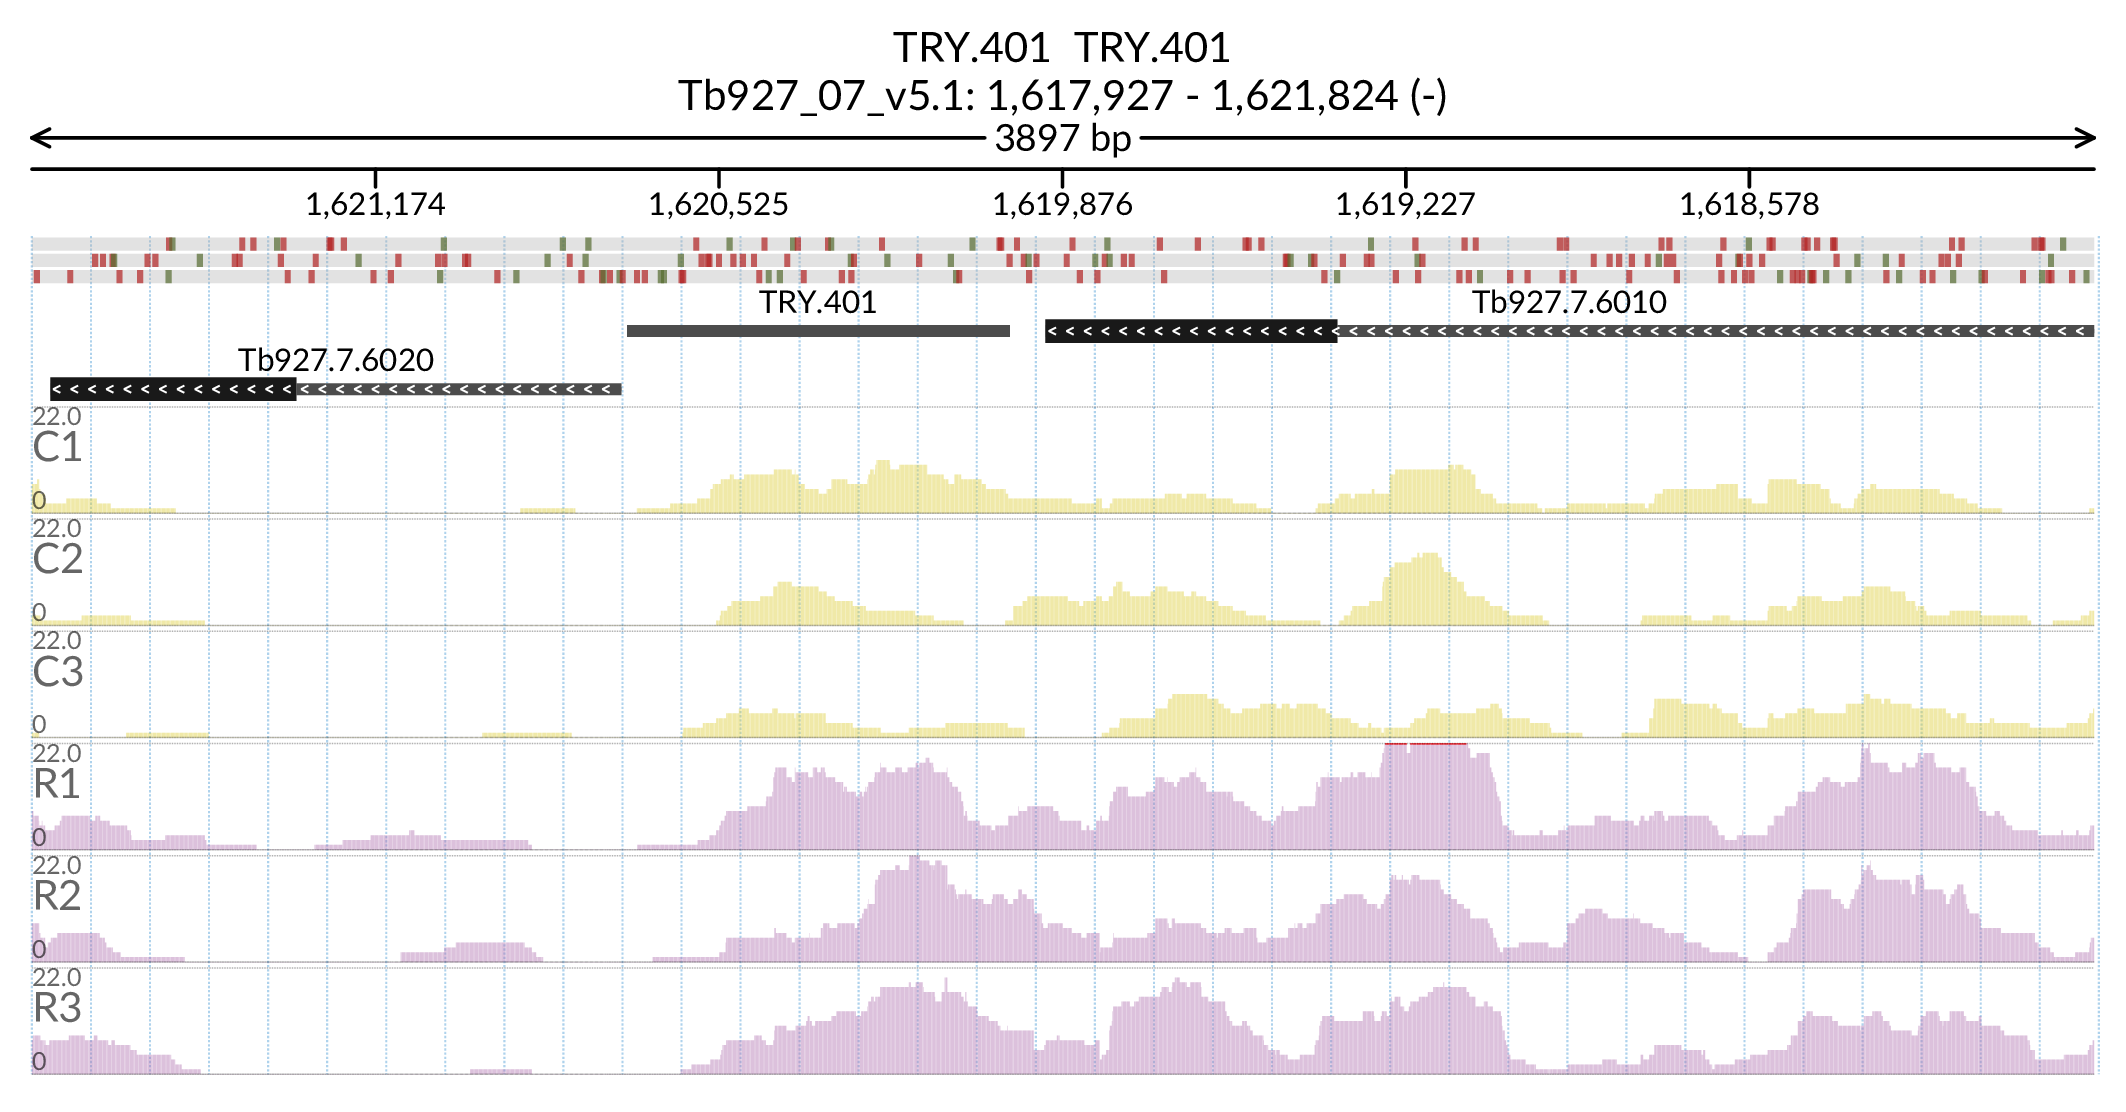 TRY.401 TRY.401
Tb927_07_v5.1: 1,617,927 - 1,621,824 (-)
3897 bp
1,621,174 1,620,525 1,619,876 1,619,227 1,618,578
TRY.401 Tb927.7.6010
Tb927.7.6020
22.0
C1
0
22.0
C2
0
22.0
C3
0
22.0
R1
0
22.0
R2
0
22.0
R3
0